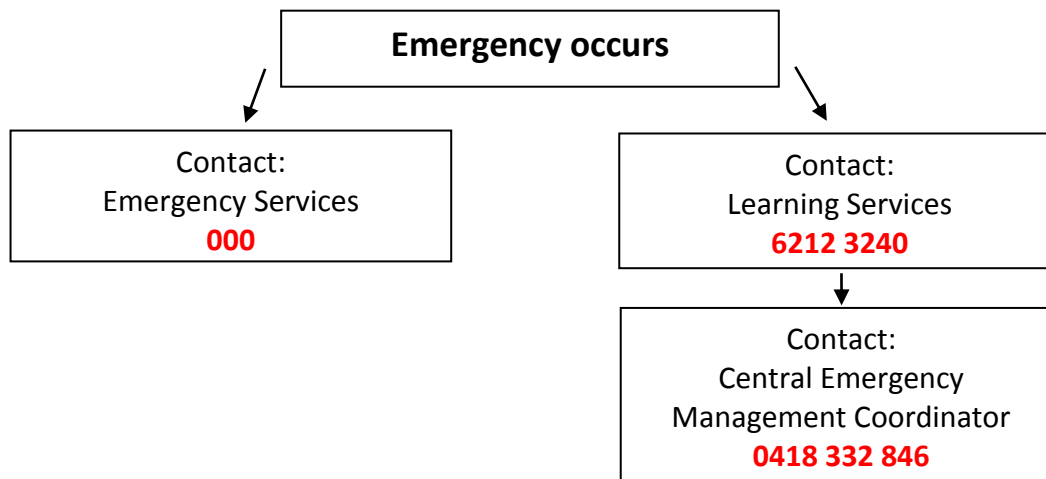 Emergency occurs
Contact:
Emergency Services
000
Contact:
Learning Services
6212 3240
Contact:
Central Emergency
Management Coordinator
0418 332 846